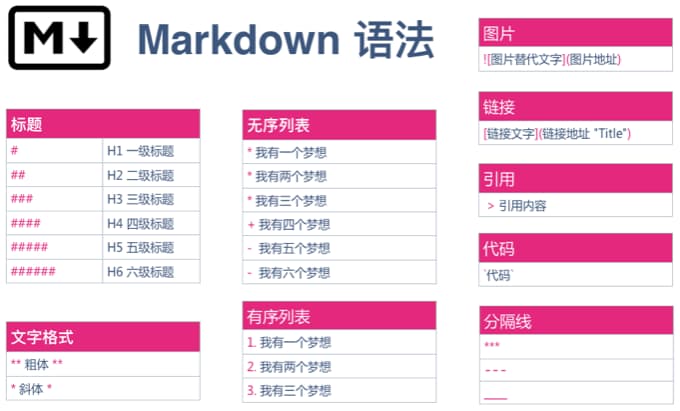 M↓ Markdown 语法
标题
# H1 一级标题
## H2 二级标题
### H3 三级标题
#### H4 四级标题
##### H5 五级标题
###### H6 六级标题
文字格式
** 粗体 **
* 斜体 *
无序列表
* 我有一个梦想
* 我有两个梦想
* 我有三个梦想
+ 我有四个梦想
- 我有五个梦想
- 我有六个梦想
有序列表
1. 我有一个梦想
2. 我有两个梦想
3. 我有三个梦想
图片
![图片替代文字](图片地址)
链接
[链接文字](链接地址 "Title")
引用
> 引用内容
代码
`代码`
分隔线
***
---
___